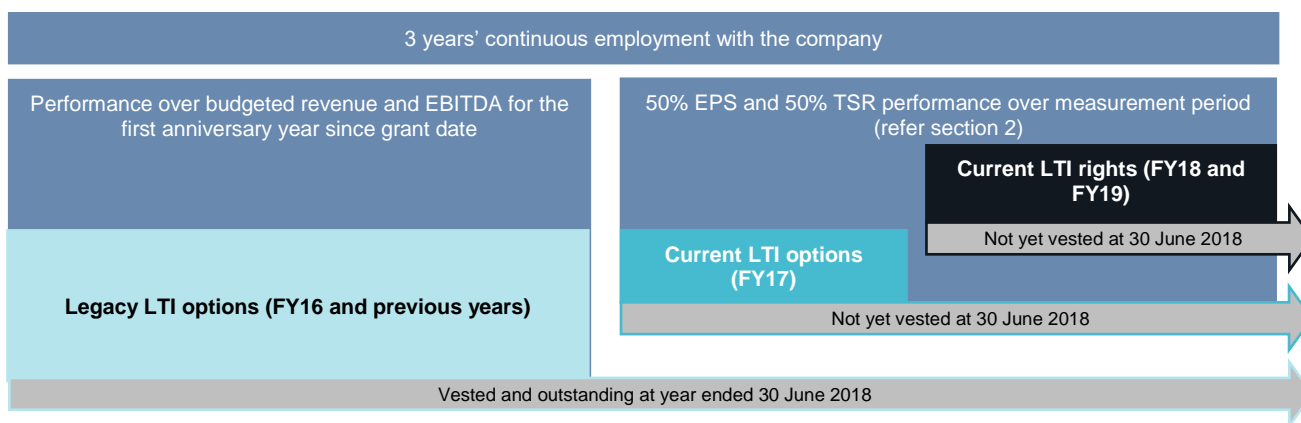 3 years’ continuous employment with the company
Performance over budgeted revenue and EBITDA for the
first anniversary year since grant date
50% EPS and 50% TSR performance over measurement period
(refer section 2)
Current LTI rights (FY18 and
FY19)
Not yet vested at 30 June 2018
Current LTI options
(FY17)
Not yet vested at 30 June 2018
Legacy LTI options (FY16 and previous years)
Vested and outstanding at year ended 30 June 2018